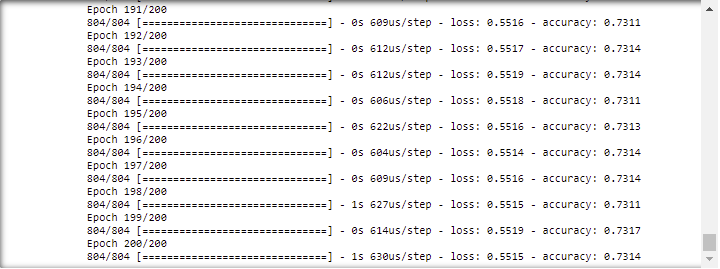 Epoch 191/200
804/804 [==============================] - 0s 609us/step - loss: 0.5516 - accuracy: 0.7311
Epoch 192/200
804/804 [==============================] - 0s 612us/step - loss: 0.5517 - accuracy: 0.7314
Epoch 193/200
804/804 [==============================] - 0s 612us/step - loss: 0.5519 - accuracy: 0.7314
Epoch 194/200
804/804 [==============================] - 0s 606us/step - loss: 0.5518 - accuracy: 0.7311
Epoch 195/200
804/804 [==============================] - 0s 622us/step - loss: 0.5516 - accuracy: 0.7313
Epoch 196/200
804/804 [==============================] - 0s 604us/step - loss: 0.5514 - accuracy: 0.7314
Epoch 197/200
804/804 [==============================] - 0s 609us/step - loss: 0.5516 - accuracy: 0.7314
Epoch 198/200
804/804 [==============================] - 1s 627us/step - loss: 0.5515 - accuracy: 0.7311
Epoch 199/200
804/804 [==============================] - 0s 614us/step - loss: 0.5519 - accuracy: 0.7317
Epoch 200/200
804/804 [==============================] - 1s 630us/step - loss: 0.5515 - accuracy: 0.7314